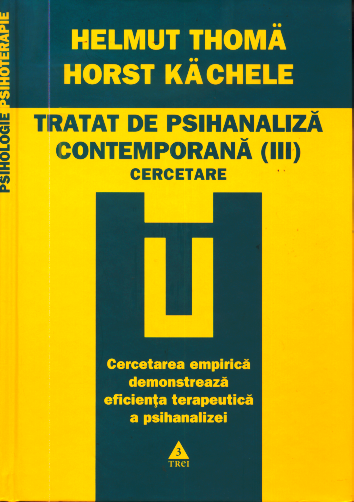 PSIHOLOGIE PSIHOTERAPIE
HELMUT THOMÄ
HORST KÄCHELE
TRATAT DE PSIHANALIZĂ
CONTEMPORANĂ (III)
CERCETARE
Cercetarea empirică
demonstrează
eficiența terapeutică
a psihanalizei
3
TREI